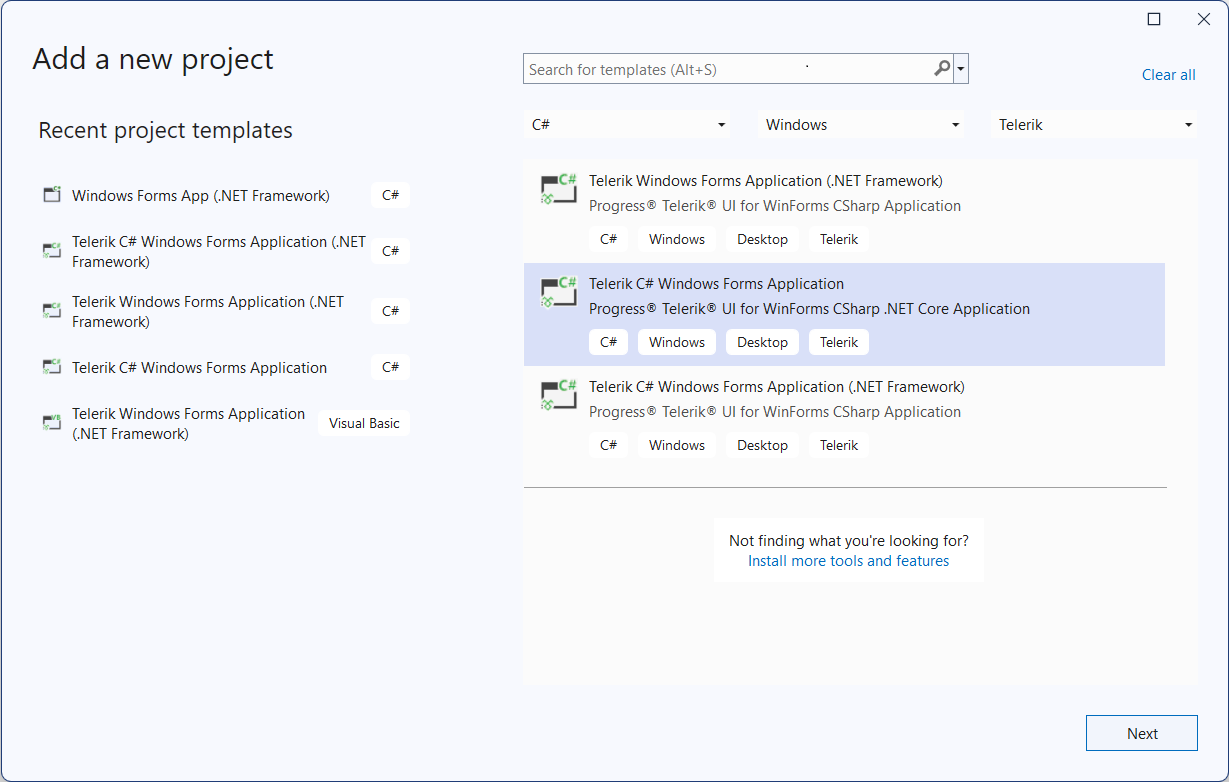 Add a new project
Search for templates (Alt+S)
Clear all
Recent project templates
C#
Windows
Telerik
Windows Forms App (.NET Framework)
C#
Telerik C# Windows Forms Application (.NET
Framework)
C#
Telerik Windows Forms Application (.NET
Framework)
C#
Telerik C# Windows Forms Application
C#
Telerik Windows Forms Application
(.NET Framework)
Visual Basic
Telerik Windows Forms Application (.NET Framework)
Progress® Telerik® UI for WinForms CSharp Application
C#
Windows
Desktop
Telerik
Telerik C# Windows Forms Application
Progress® Telerik® UI for WinForms CSharp .NET Core Application
C#
Windows
Desktop
Telerik
Telerik C# Windows Forms Application (.NET Framework)
Progress® Telerik® UI for WinForms CSharp Application
C#
Windows
Desktop
Telerik
Not finding what you're looking for?
Install more tools and features
Next